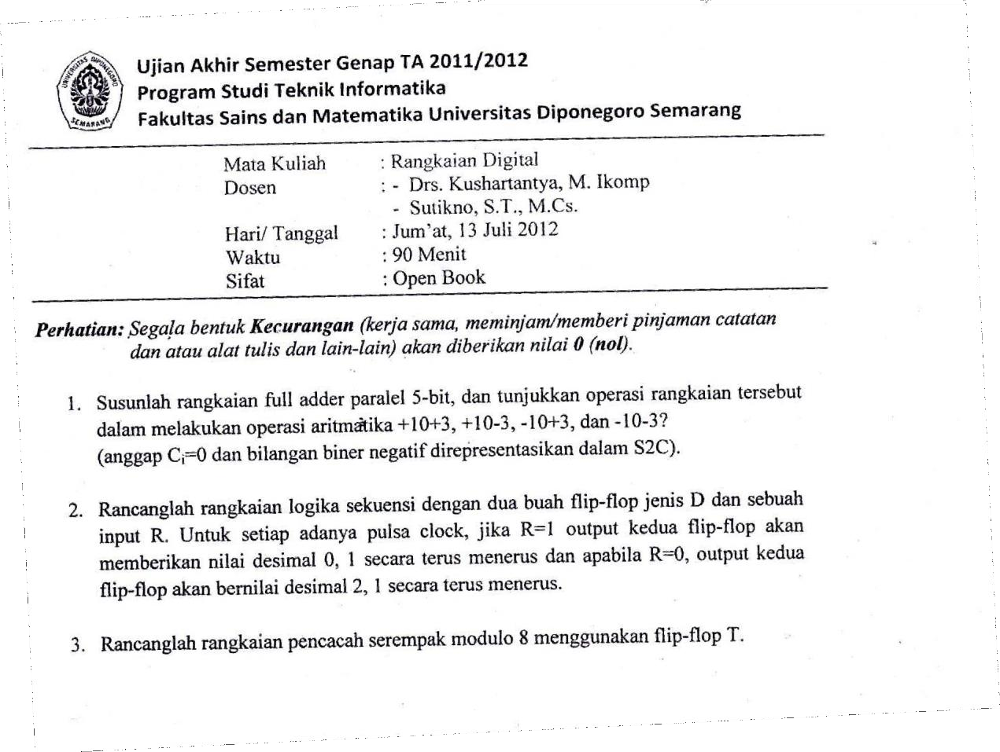 UNIVERSITAS DIPONEGORO
SEMARANG
Ujian Akhir Semester Genap TA 2011/2012
Program Studi Teknik Informatika
Fakultas Sains dan Matematika Universitas Diponegoro Semarang
Mata Kuliah : Rangkaian Digital
Dosen : - Drs. Kushartantya, M. Ikomp
- Sutikno, S.T., M.Cs.
Hari/ Tanggal : Jum'at, 13 Juli 2012
Waktu : 90 Menit
Sifat : Open Book
Perhatian: Segala bentuk Kecurangan (kerja sama, meminjam/memberi pinjaman catatan
dan atau alat tulis dan lain-lain) akan diberikan nilai 0 (nol).
1. Susunlah rangkaian full adder paralel 5-bit, dan tunjukkan operasi rangkaian tersebut
dalam melakukan operasi aritmatika +10+3, +10-3, -10+3, dan -10-3?
(anggap Ci=0 dan bilangan biner negatif direpresentasikan dalam S2C).
2. Rancanglah rangkaian logika sekuensi dengan dua buah flip-flop jenis D dan sebuah
input R. Untuk setiap adanya pulsa clock, jika R=1 output kedua flip-flop akan
memberikan nilai desimal 0, 1 secara terus menerus dan apabila R=0, output kedua
flip-flop akan bernilai desimal 2, 1 secara terus menerus.
3. Rancanglah rangkaian pencacah serempak modulo 8 menggunakan flip-flop T.